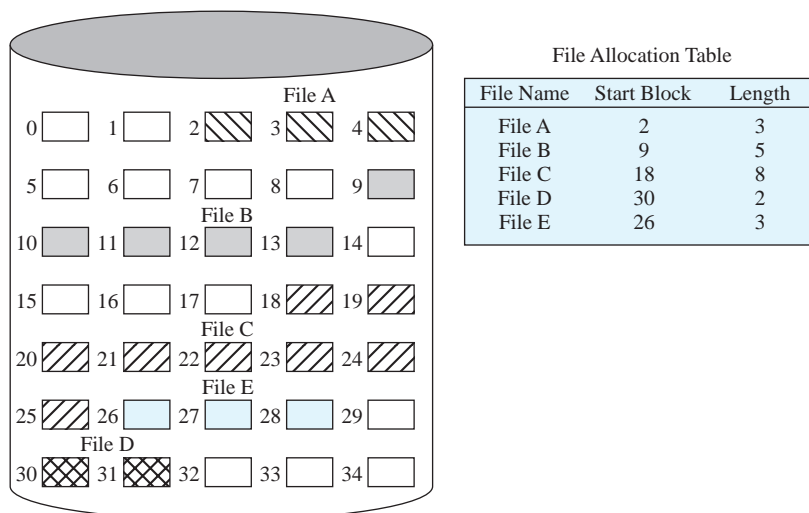 File Allocation Table
File Name Start Block Length
File A 2 3
File B 9 5
File C 18 8
File D 30 2
File E 26 3
File A
0 1 2 3 4
5 6 7 8 9
File B
10 11 12 13 14
15 16 17 18 19
File C
20 21 22 23 24
File E
25 26 27 28 29
File D
30 31 32 33 34